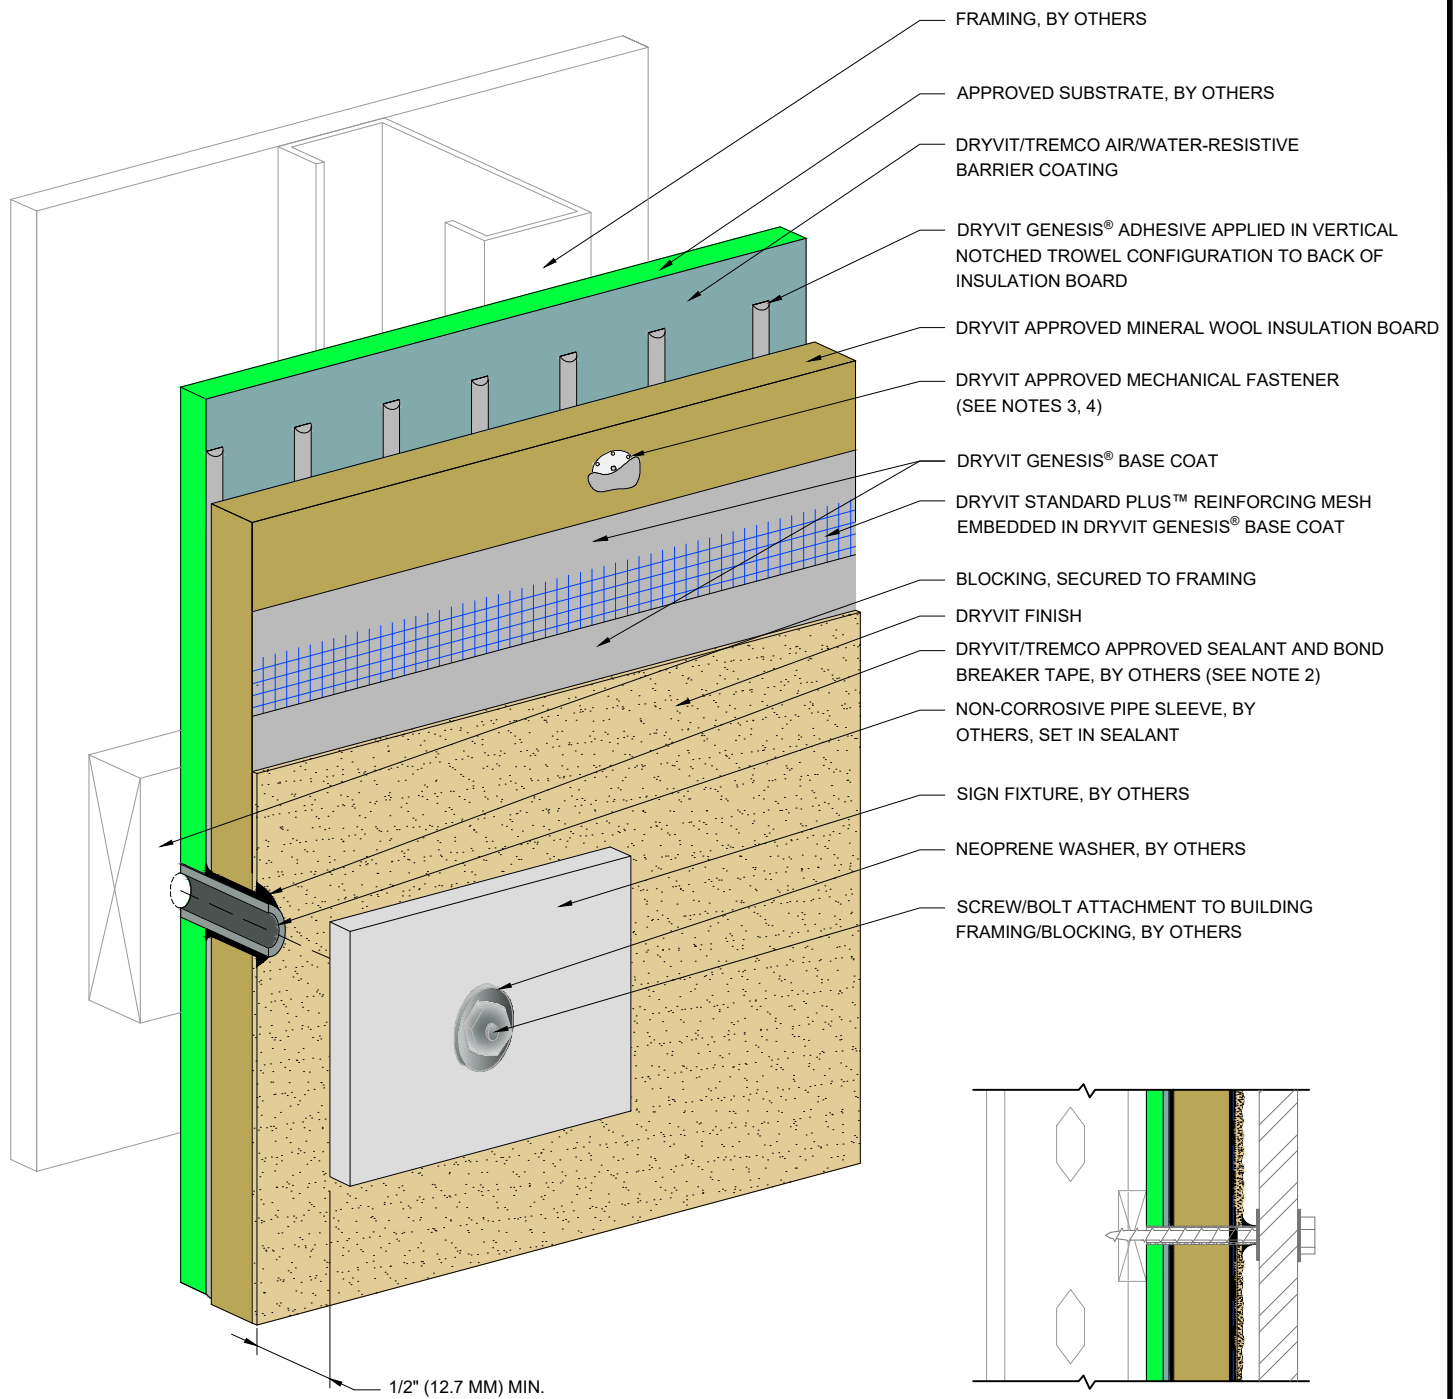 FRAMING, BY OTHERS
APPROVED SUBSTRATE, BY OTHERS
DRYVIT/TREMCO AIR/WATER-RESISTIVE
BARRIER COATING
DRYVIT GENESIS® ADHESIVE APPLIED IN VERTICAL
NOTCHED TROWEL CONFIGURATION TO BACK OF
INSULATION BOARD
DRYVIT APPROVED MINERAL WOOL INSULATION BOARD
DRYVIT APPROVED MECHANICAL FASTENER
(SEE NOTES 3, 4)
DRYVIT GENESIS® BASE COAT
DRYVIT STANDARD PLUS™ REINFORCING MESH
EMBEDDED IN DRYVIT GENESIS® BASE COAT
BLOCKING, SECURED TO FRAMING
DRYVIT FINISH
DRYVIT/TREMCO APPROVED SEALANT AND BOND
BREAKER TAPE, BY OTHERS (SEE NOTE 2)
NON-CORROSIVE PIPE SLEEVE, BY
OTHERS, SET IN SEALANT
SIGN FIXTURE, BY OTHERS
NEOPRENE WASHER, BY OTHERS
SCREW/BOLT ATTACHMENT TO BUILDING
FRAMING/BLOCKING, BY OTHERS
1/2" (12.7 MM) MIN.